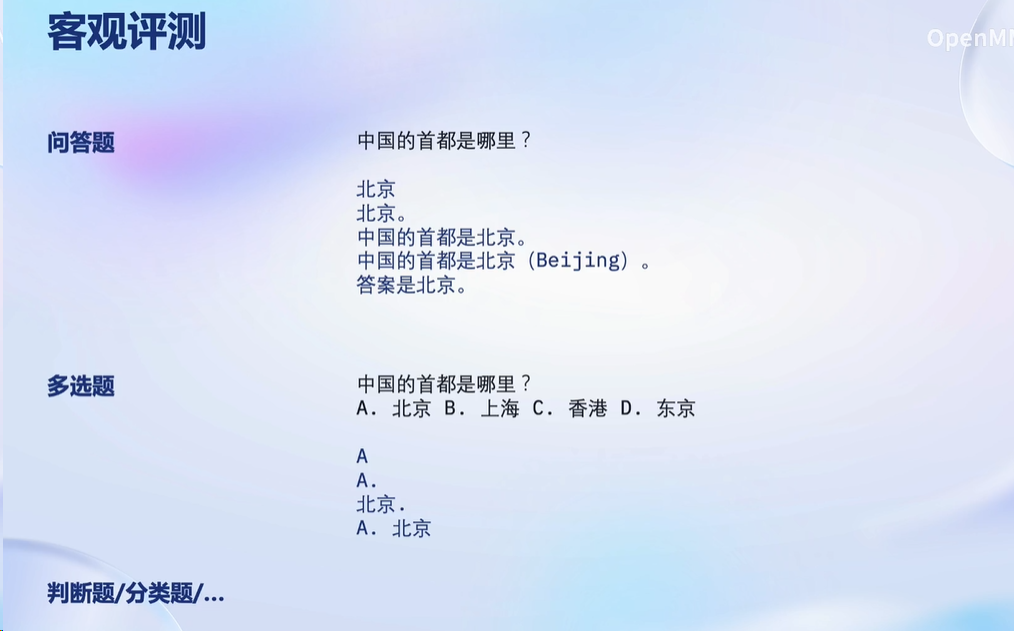 客观评测
OpenMM
问答题
中国的首都是哪里？
北京
北京。
中国的首都是北京。
中国的首都是北京（Beijing）。
答案是北京。
多选题
中国的首都是哪里？
A. 北京 B. 上海 C. 香港 D. 东京
A
A.
北京.
A. 北京
判断题/分类题/...